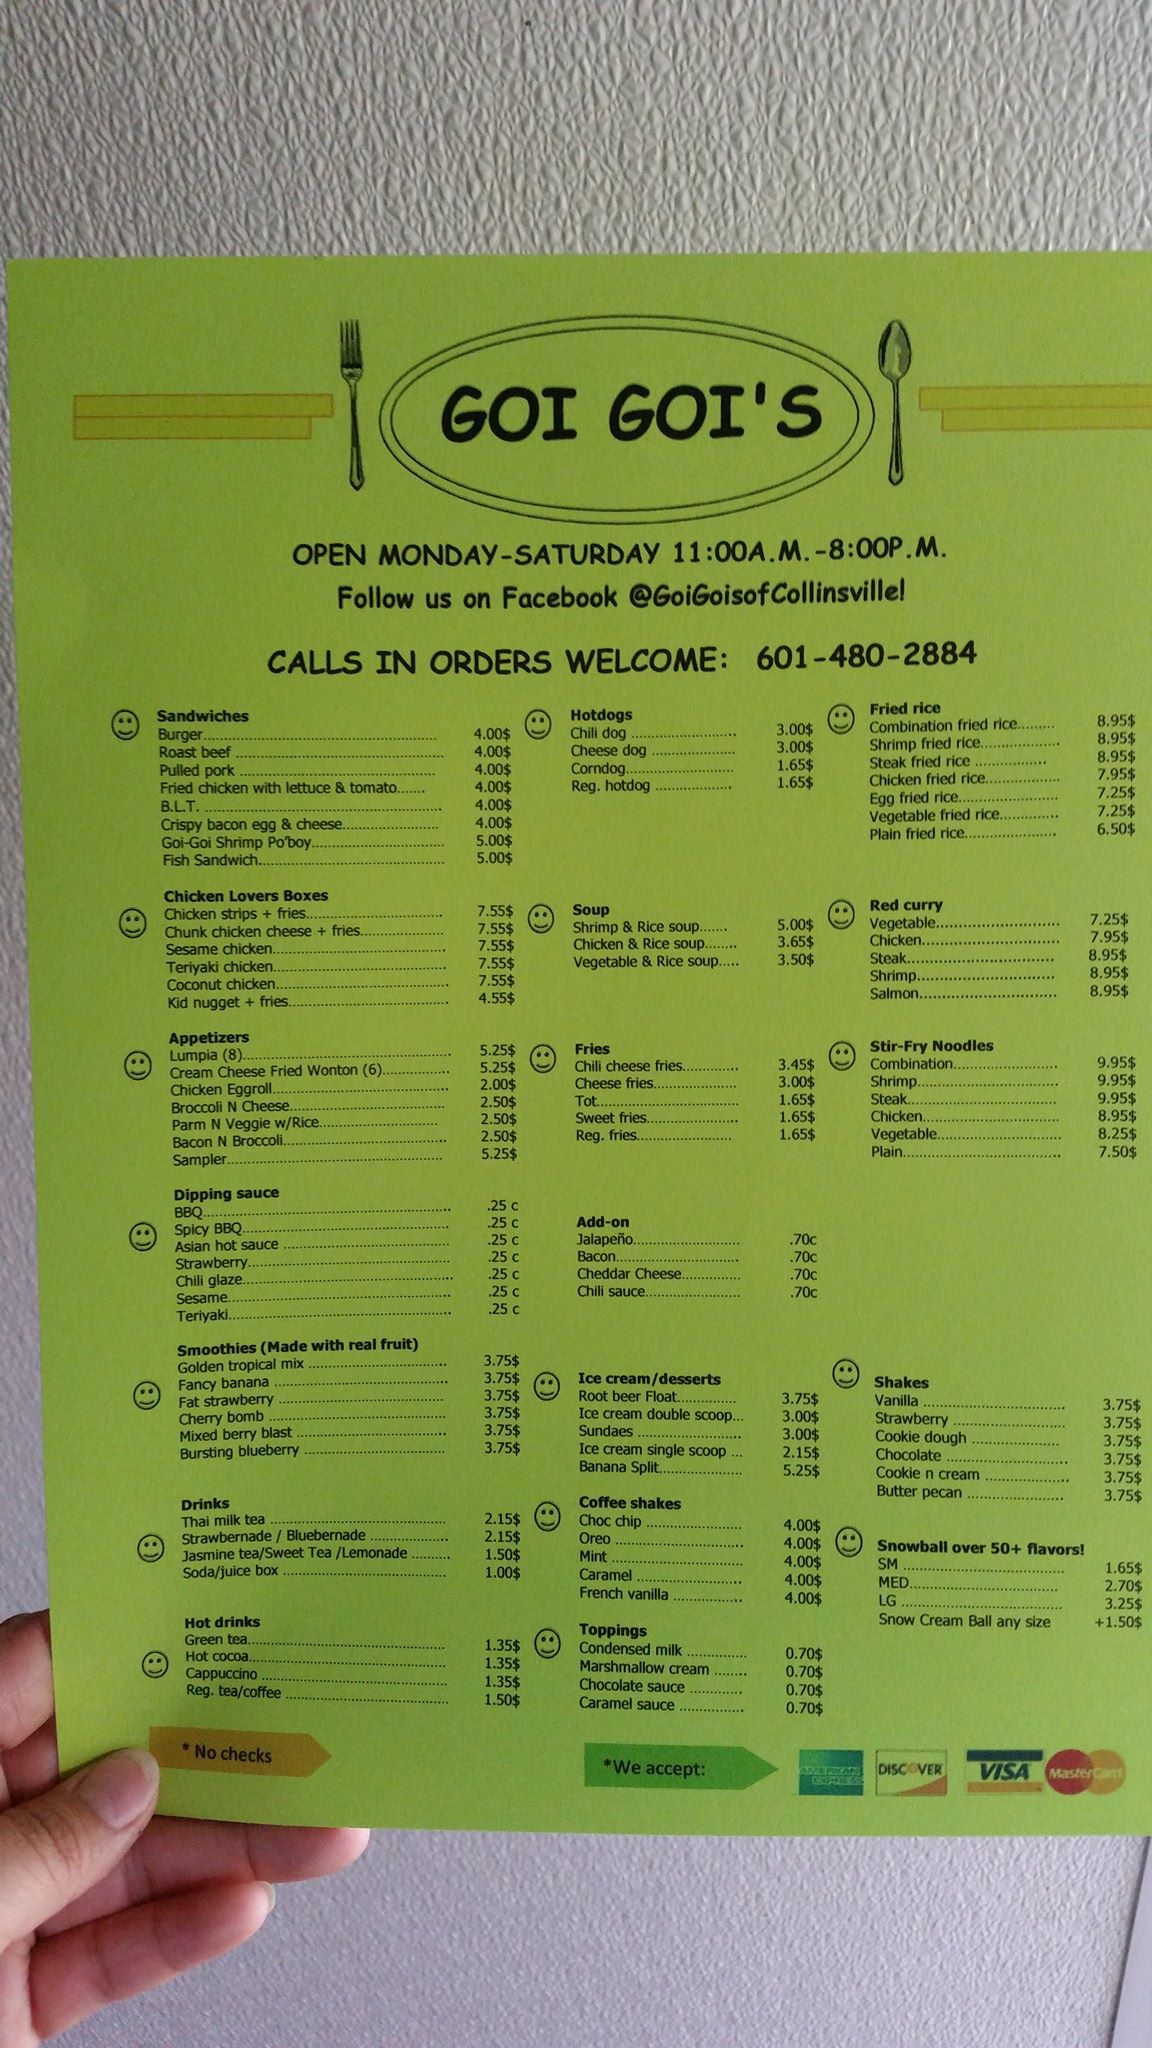 GOI GOI'S
OPEN MONDAY-SATURDAY 11:00A.M.-8:00P.M.
Follow us on Facebook @GoiGoisofCollinsville!
CALLS IN ORDERS WELCOME: 601-480-2884
Sandwiches
Burger 4.00$
Roast beef 4.00$
Pulled pork 4.00$
Fried chicken with lettuce & tomato 4.00$
B.L.T. 4.00$
Crispy bacon egg & cheese 4.00$
Goi-Goi Shrimp Po'boy 5.00$
Fish Sandwich 5.00$
Chicken Lovers Boxes
Chicken strips + fries 7.55$
Chunk chicken cheese + fries 7.55$
Sesame chicken 7.55$
Teriyaki chicken 7.55$
Coconut chicken 7.55$
Kid nugget + fries 4.55$
Appetizers
Lumpia (8) 5.25$
Cream Cheese Fried Wonton (6) 5.25$
Chicken Eggroll 2.00$
Broccoli N Cheese 2.50$
Parm N Veggie w/Rice 2.50$
Bacon N Broccoli 2.50$
Sampler 5.25$
Dipping sauce
BBQ .25 c
Spicy BBQ .25 c
Asian hot sauce .25 c
Strawberry .25 c
Chili glaze .25 c
Sesame .25 c
Teriyaki .25 c
Smoothies (Made with real fruit)
Golden tropical mix 3.75$
Fancy banana 3.75$
Fat strawberry 3.75$
Cherry bomb 3.75$
Mixed berry blast 3.75$
Bursting blueberry 3.75$
Drinks
Thai milk tea 2.15$
Strawbernade / Bluebernade 2.15$
Jasmine tea/Sweet Tea /Lemonade 1.50$
Soda/juice box 1.00$
Hot drinks
Green tea 1.35$
Hot cocoa 1.35$
Cappuccino 1.35$
Reg. tea/coffee 1.50$
Hotdogs
Chili dog 3.00$
Cheese dog 3.00$
Corndog 1.65$
Reg. hotdog 1.65$
Soup
Shrimp & Rice soup 5.00$
Chicken & Rice soup 3.65$
Vegetable & Rice soup 3.50$
Fries
Chili cheese fries 3.45$
Cheese fries 3.00$
Tot 1.65$
Sweet fries 1.65$
Reg. fries 1.65$
Add-on
Jalapeño .70c
Bacon .70c
Cheddar Cheese .70c
Chili sauce .70c
Ice cream/desserts
Root beer Float 3.75$
Ice cream double scoop 3.00$
Sundaes 3.00$
Ice cream single scoop 2.15$
Banana Split 5.25$
Coffee shakes
Choc chip 4.00$
Oreo 4.00$
Mint 4.00$
Caramel 4.00$
French vanilla 4.00$
Toppings
Condensed milk 0.70$
Marshmallow cream 0.70$
Chocolate sauce 0.70$
Caramel sauce 0.70$
Fried rice
Combination fried rice 8.95$
Shrimp fried rice 8.95$
Steak fried rice 8.95$
Chicken fried rice 7.95$
Egg fried rice 7.25$
Vegetable fried rice 7.25$
Plain fried rice 6.50$
Red curry
Vegetable 7.25$
Chicken 7.95$
Steak 8.95$
Shrimp 8.95$
Salmon 8.95$
Stir-Fry Noodles
Combination 9.95$
Shrimp 9.95$
Steak 9.95$
Chicken 8.95$
Vegetable 8.25$
Plain 7.50$
Shakes
Vanilla 3.75$
Strawberry 3.75$
Cookie dough 3.75$
Chocolate 3.75$
Cookie n cream 3.75$
Butter pecan 3.75$
Snowball over 50+ flavors!
SM 1.65$
MED 2.70$
LG 3.25$
Snow Cream Ball any size +1.50$
* No checks
*We accept:
AMERICAN EXPRESS
DISCOVER
VISA
MasterCard